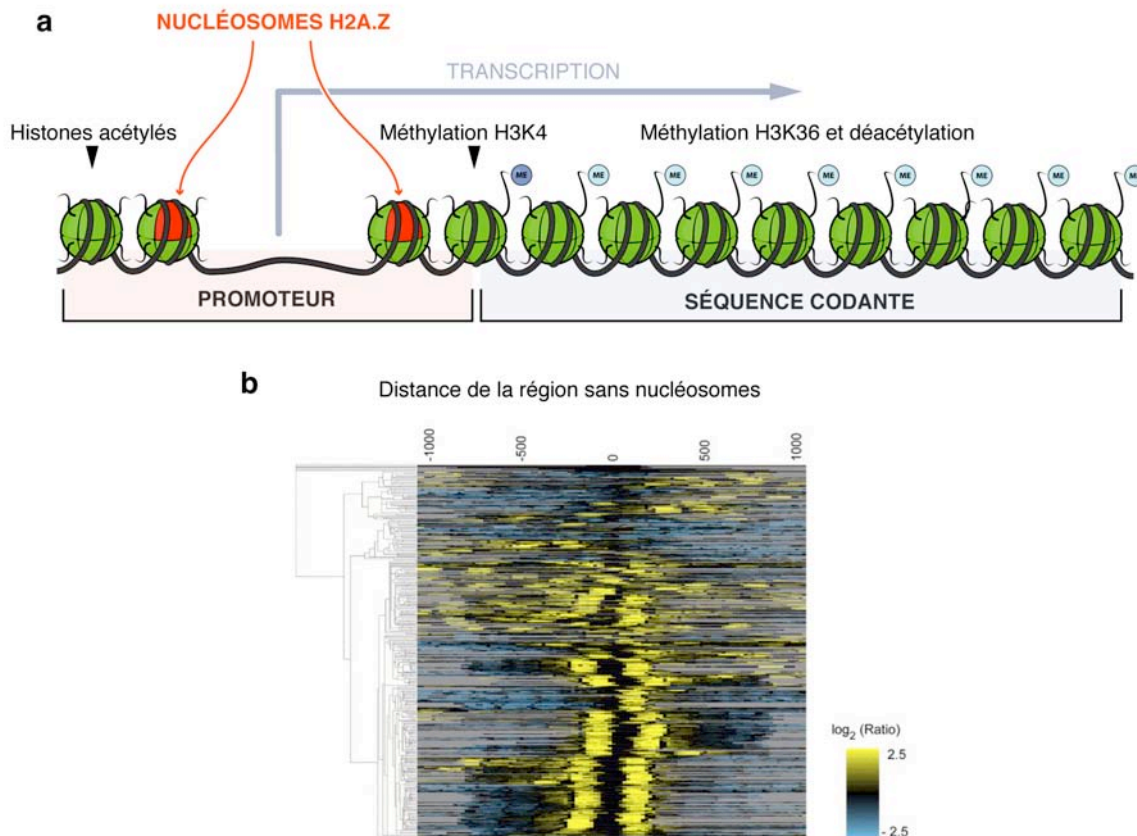 a
NUCLÉOSOMES H2A.Z
TRANSCRIPTION
Histones acétylés
Méthylation H3K4
Méthylation H3K36 et déacétylation
ME
ME
ME
ME
ME
ME
ME
ME
ME
PROMOTEUR
SÉQUENCE CODANTE
b
Distance de la région sans nucléosomes
-1000
-500
0
500
1000
log2 (Ratio)
2.5
- 2.5